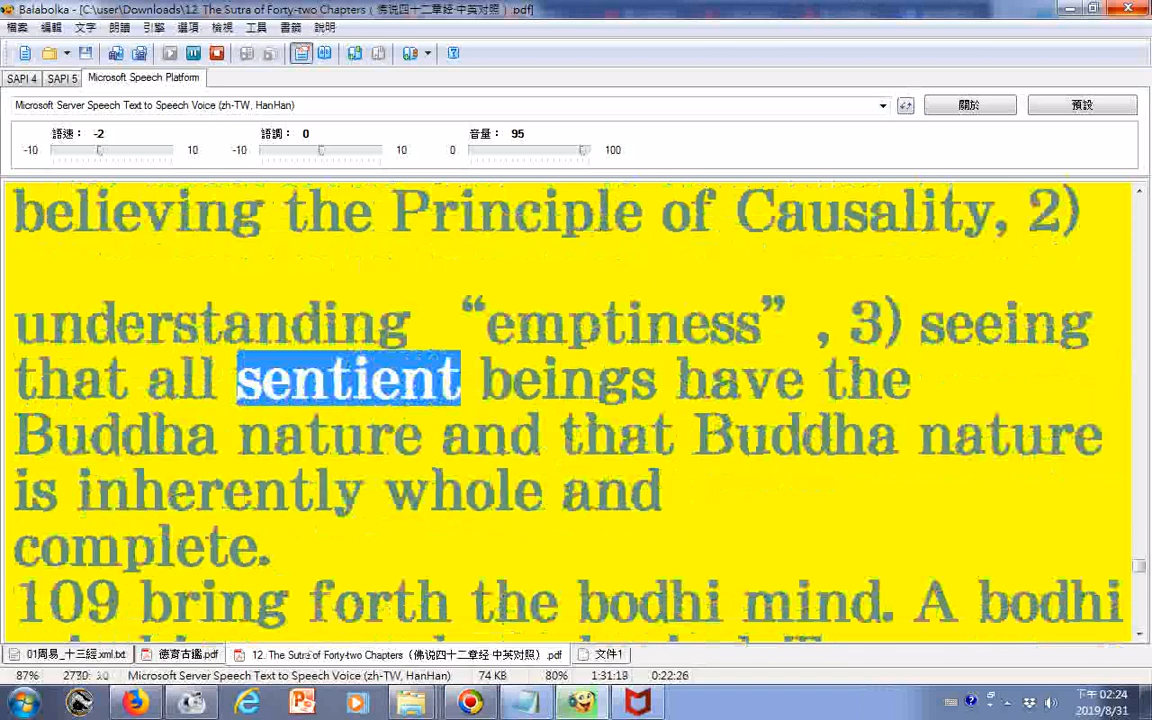 Balabolka - [C:\user\Downloads\12. The Sutra of Forty-two Chapters（佛说四十二章经·中英对照）.pdf]
檔案 編輯 文字 朗讀 引擎 選項 檢視 工具 書籤 說明
SAPI 4 SAPI 5 Microsoft Speech Platform
Microsoft Server Speech Text to Speech Voice (zh-TW, HanHan) 關於 預設
語速： -2 語調： 0 音量： 95
-10 10 -10 10 0 100
believing the Principle of Causality, 2)
understanding “emptiness”, 3) seeing
that all sentient beings have the
Buddha nature and that Buddha nature
is inherently whole and
complete.
109 bring forth the bodhi mind. A bodhi
01周易_十三經.xml.txt 德育古鑑.pdf 12. The Sutra of Forty-two Chapters（佛说四十二章经·中英对照）.pdf 文件1
87% Microsoft Server Speech Text to Speech Voice (zh-TW, HanHan) 74 KB 80% 1:31:13 0:22:26
下午 02:24
2019/8/31